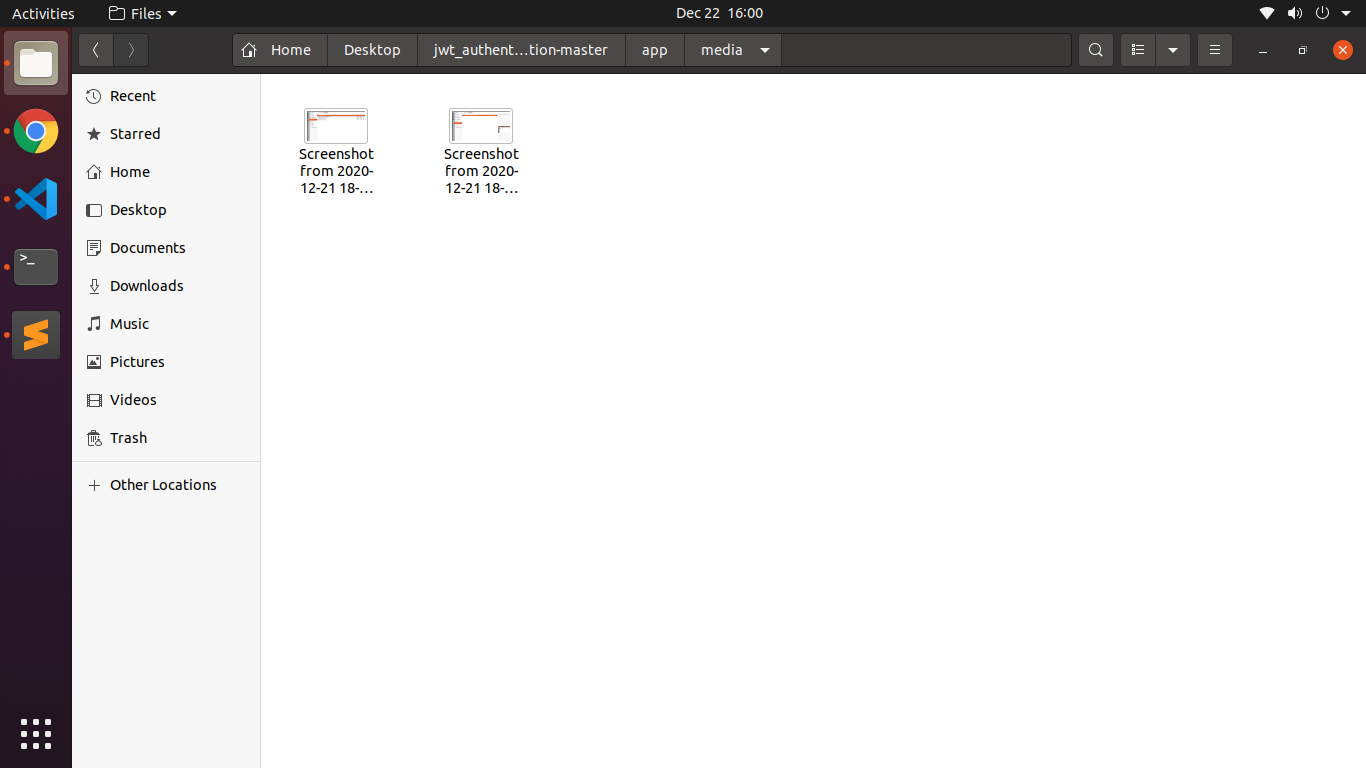 Activities
Files
Dec 22 16:00
Home
Desktop
jwt_authent…tion-master
app
media
Recent
Starred
Home
Desktop
Documents
Downloads
Music
Pictures
Videos
Trash
Other Locations
Screenshot
from 2020-
12-21 18-…
Screenshot
from 2020-
12-21 18-…
>_